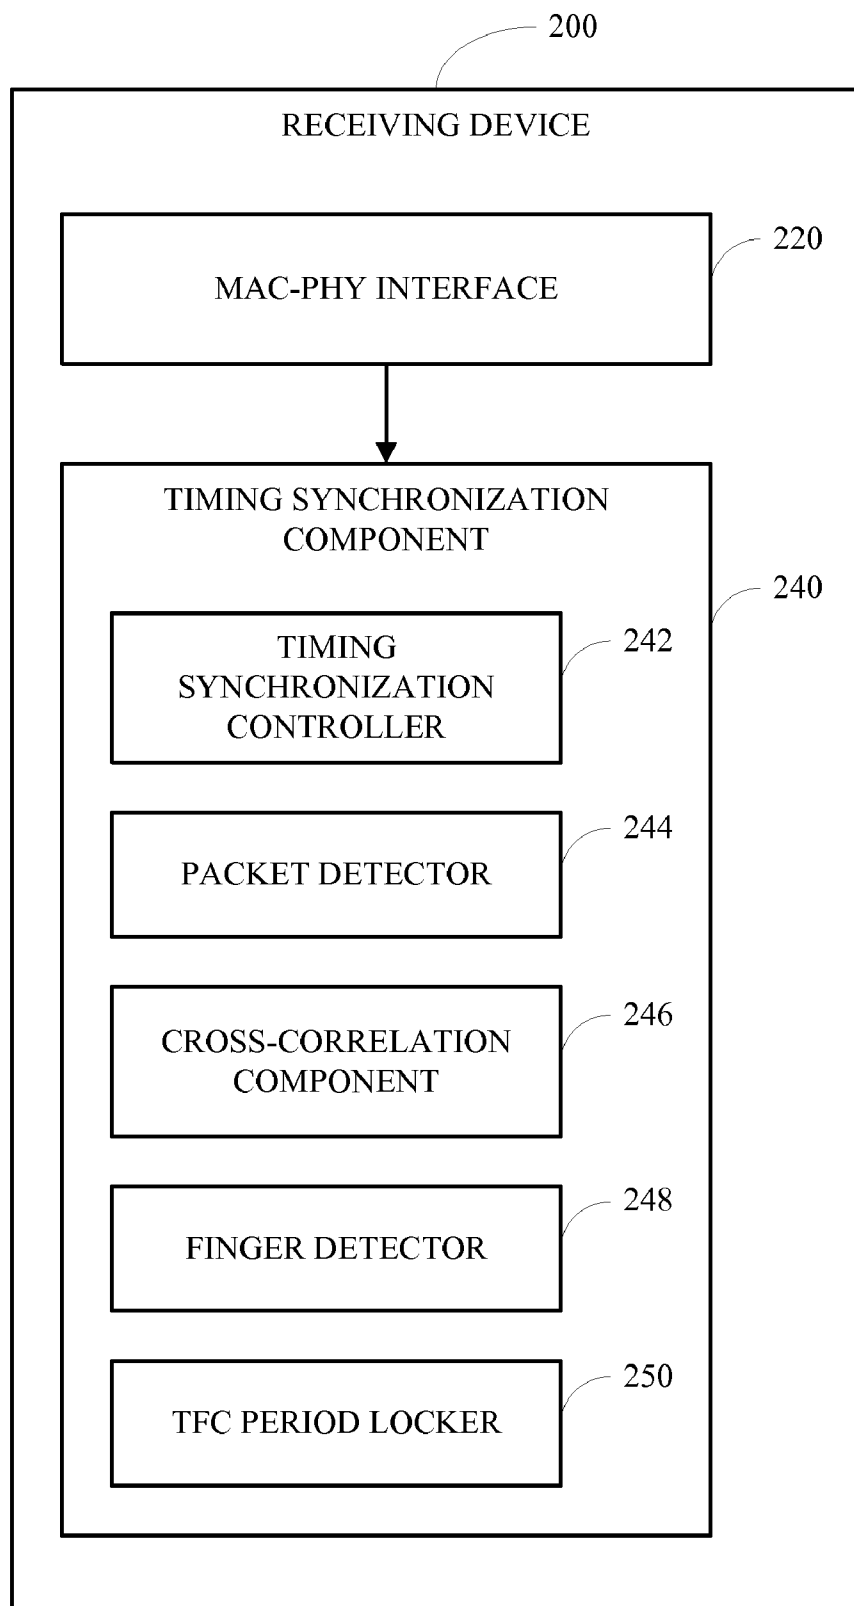 200
RECEIVING DEVICE
220
MAC-PHY INTERFACE
TIMING SYNCHRONIZATION
COMPONENT
240
TIMING
SYNCHRONIZATION
CONTROLLER
242
PACKET DETECTOR
244
CROSS-CORRELATION
COMPONENT
246
FINGER DETECTOR
248
TFC PERIOD LOCKER
250